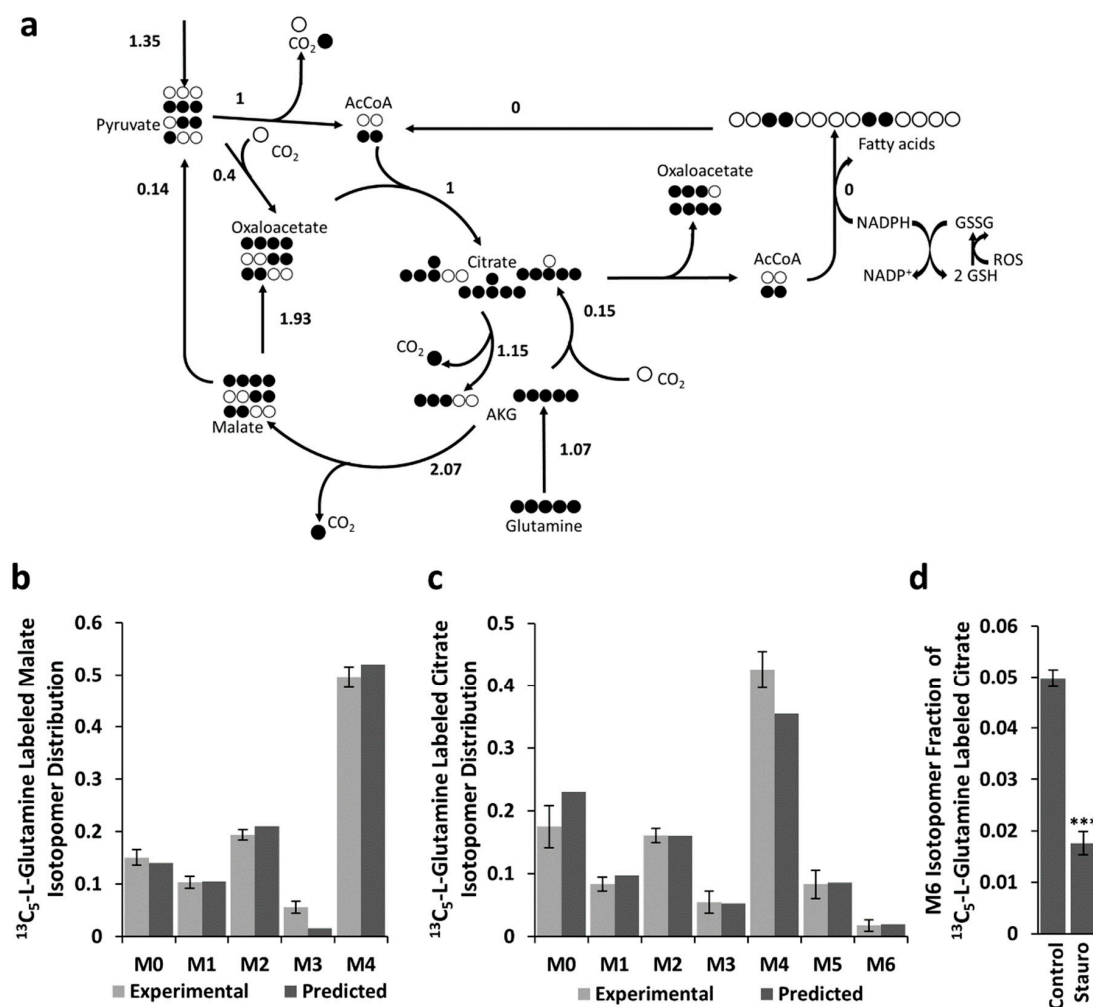 a
1.35
CO2
1
AcCoA
0
Pyruvate
CO2
Fatty acids
0.14
0.4
Oxaloacetate
1
Oxaloacetate
0
NADPH
GSSG
Citrate
AcCoA
ROS
NADP+
2 GSH
1.93
0.15
CO2
1.15
CO2
Malate
AKG
2.07
1.07
CO2
Glutamine
b
13C5-L-Glutamine Labeled Malate
Isotopomer Distribution
0.6
0.5
0.4
0.3
0.2
0.1
0
M0 M1 M2 M3 M4
Experimental Predicted
c
13C5-L-Glutamine Labeled Citrate
Isotopomer Distribution
0.5
0.4
0.3
0.2
0.1
0
M0 M1 M2 M3 M4 M5 M6
Experimental Predicted
d
M6 Isotopomer Fraction of
13C5-L-Glutamine Labeled Citrate
0.06
0.05
0.04
0.03
0.02
0.01
0
***
Control
Stauro